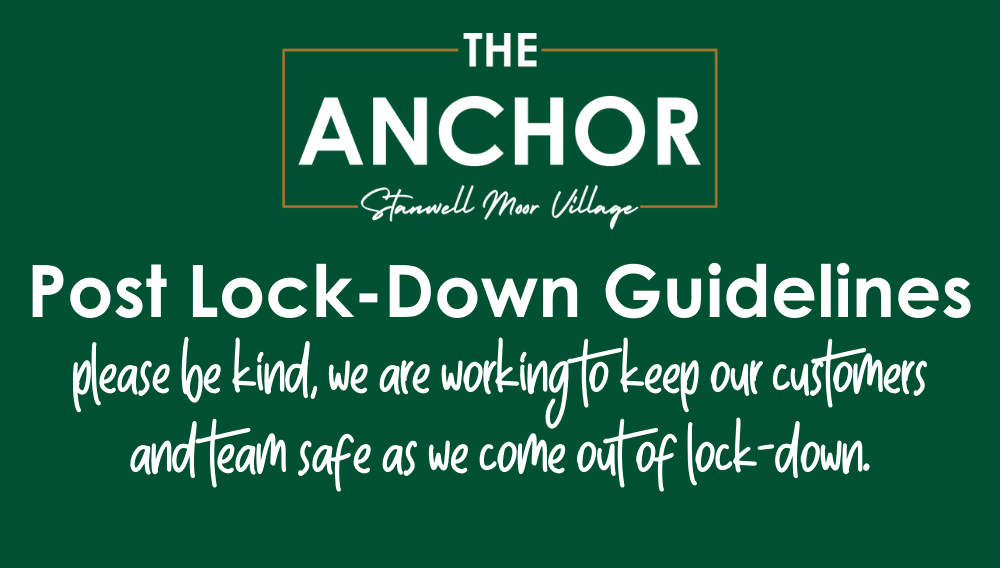 THE
ANCHOR
Stanwell Moor Village
Post Lock-Down Guidelines
please be kind, we are working to keep our customers
and team safe as we come out of lock-down.